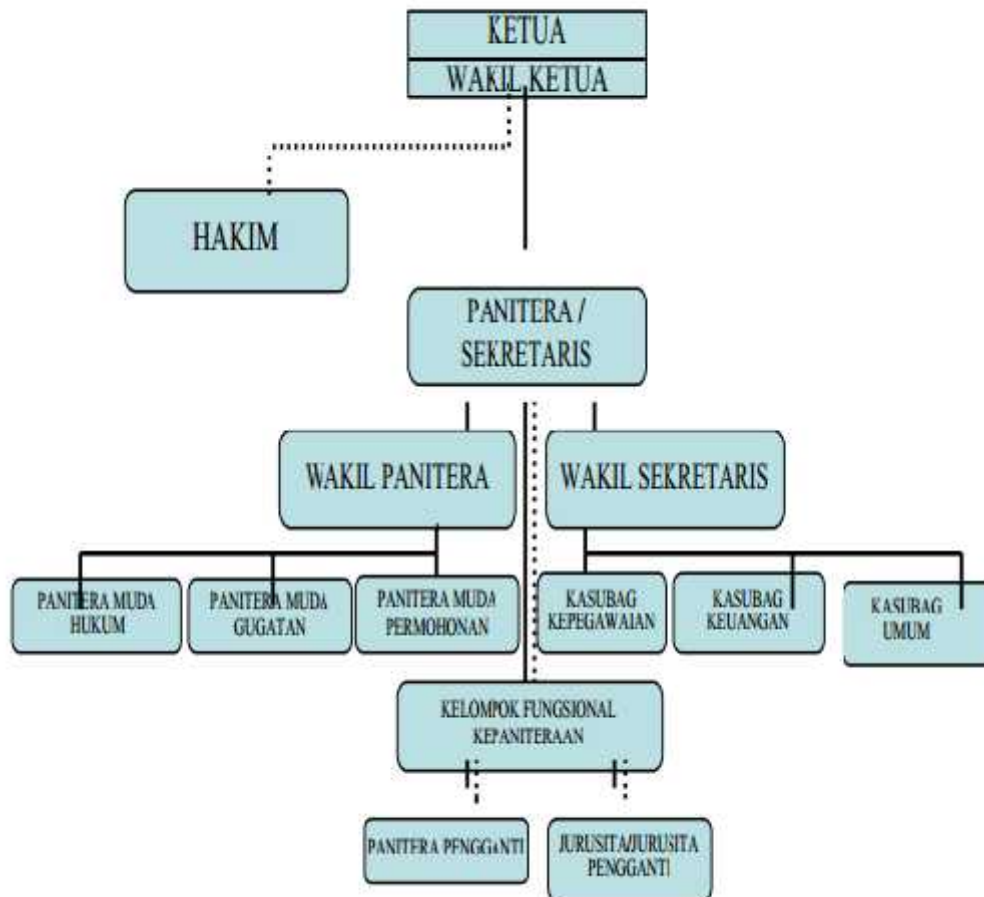 KETUA
WAKIL KETUA
HAKIM
PANITERA /
SEKRETARIS
WAKIL PANITERA
WAKIL SEKRETARIS
PANITERA MUDA
HUKUM
PANITERA MUDA
GUGATAN
PANITERA MUDA
PERMOHONAN
KASUBAG
KEPEGAWAIAN
KASUBAG
KEUANGAN
KASUBAG
UMUM
KELOMPOK FUNGSIONAL
KEPANITERAAN
PANITERA PENGGANTI
JURUSITA/JURUSITA
PENGGANTI